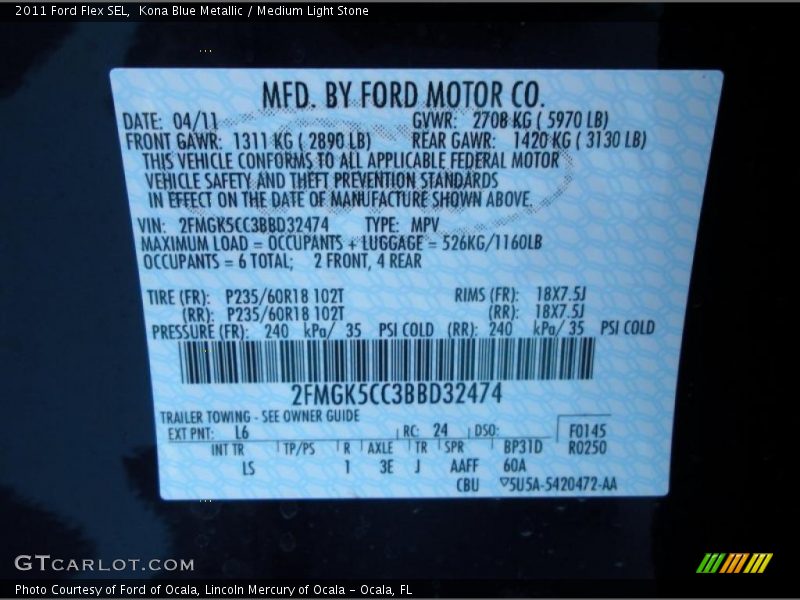 2011 Ford Flex SEL, Kona Blue Metallic / Medium Light Stone
MFD. BY FORD MOTOR CO.
DATE: 04/11 GVWR: 2708 KG ( 5970 LB)
FRONT GAWR: 1311 KG ( 2890 LB) REAR GAWR: 1420 KG ( 3130 LB)
THIS VEHICLE CONFORMS TO ALL APPLICABLE FEDERAL MOTOR
VEHICLE SAFETY AND THEFT PREVENTION STANDARDS
IN EFFECT ON THE DATE OF MANUFACTURE SHOWN ABOVE.
VIN: 2FMGK5CC3BBD32474 TYPE: MPV
MAXIMUM LOAD = OCCUPANTS + LUGGAGE = 526KG/1160LB
OCCUPANTS = 6 TOTAL; 2 FRONT, 4 REAR
TIRE (FR): P235/60R18 102T RIMS (FR): 18X7.5J
(RR): P235/60R18 102T (RR): 18X7.5J
PRESSURE (FR): 240 kPa/ 35 PSI COLD (RR): 240 kPa/ 35 PSI COLD
2FMGK5CC3BBD32474
TRAILER TOWING - SEE OWNER GUIDE
EXT PNT: L6 RC: 24 DSO: F0145
INT TR TP/PS R AXLE TR SPR BP31D R0250
LS 1 3E J AAFF 60A
CBU 5U5A-5420472-AA
GTCARLOT.COM
Photo Courtesy of Ford of Ocala, Lincoln Mercury of Ocala - Ocala, FL